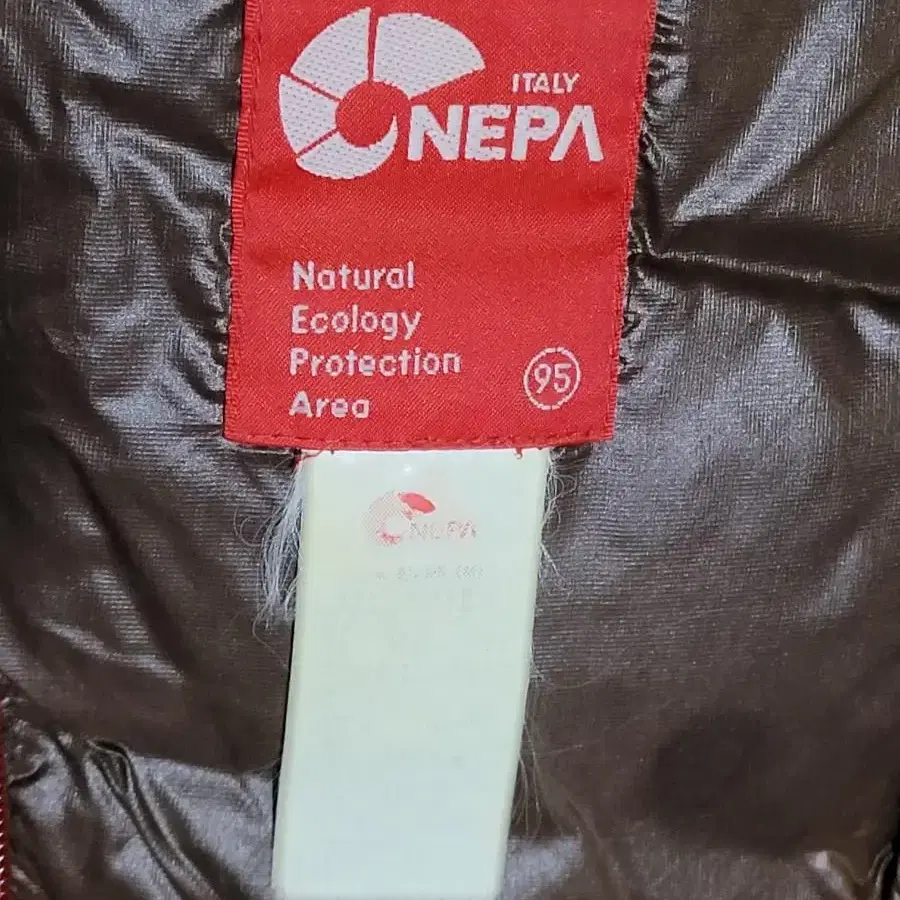 ITALY
NEPA
Natural
Ecology
Protection
Area
95
NEPA